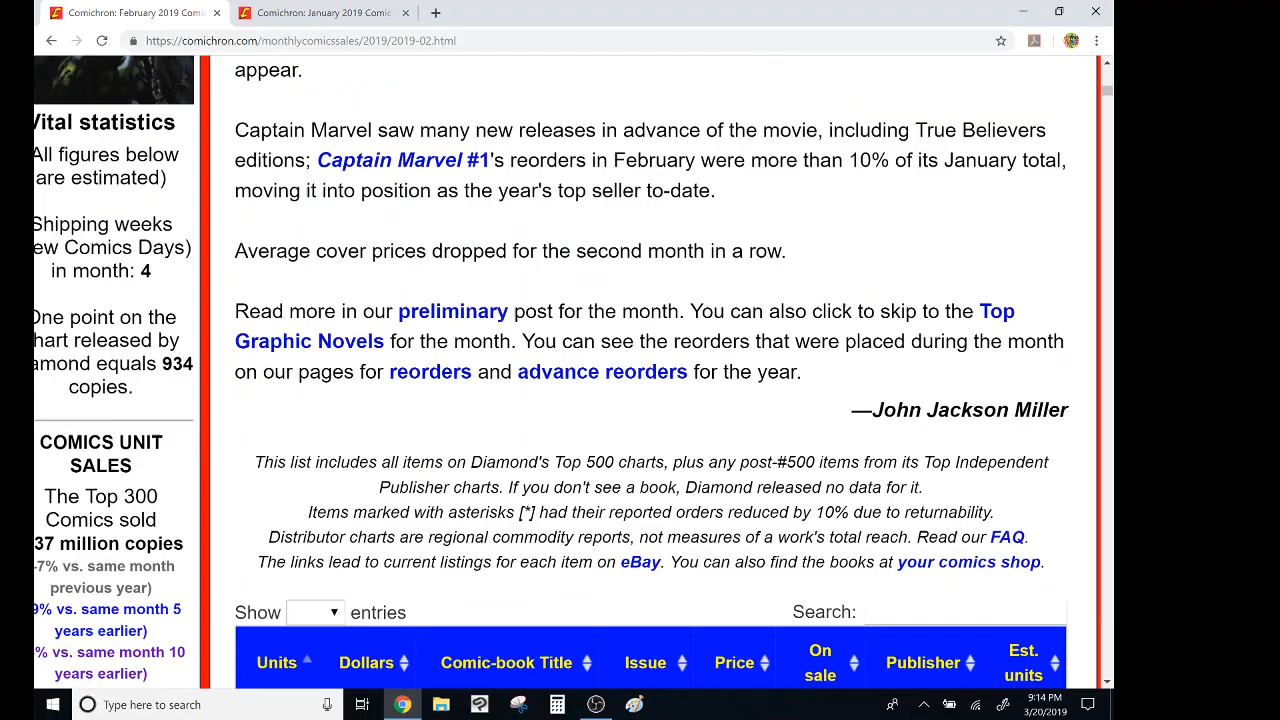 Comichron: February 2019 Comi
Comichron: January 2019 Comic
https://comichron.com/monthlycomicssales/2019/2019-02.html
appear.
Captain Marvel saw many new releases in advance of the movie, including True Believers
editions; Captain Marvel #1's reorders in February were more than 10% of its January total,
moving it into position as the year's top seller to-date.
Average cover prices dropped for the second month in a row.
Read more in our preliminary post for the month. You can also click to skip to the Top
Graphic Novels for the month. You can see the reorders that were placed during the month
on our pages for reorders and advance reorders for the year.
—John Jackson Miller
This list includes all items on Diamond's Top 500 charts, plus any post-#500 items from its Top Independent
Publisher charts. If you don't see a book, Diamond released no data for it.
Items marked with asterisks [*] had their reported orders reduced by 10% due to returnability.
Distributor charts are regional commodity reports, not measures of a work's total reach. Read our FAQ.
The links lead to current listings for each item on eBay. You can also find the books at your comics shop.
Show entries Search:
Units Dollars Comic-book Title Issue Price On sale Publisher Est. units
Vital statistics
All figures below
are estimated)
Shipping weeks
ew Comics Days)
in month: 4
One point on the
hart released by
amond equals 934
copies.
COMICS UNIT
SALES
The Top 300
Comics sold
37 million copies
-7% vs. same month
previous year)
9% vs. same month 5
years earlier)
% vs. same month 10
years earlier)
Type here to search
9:14 PM
3/20/2019